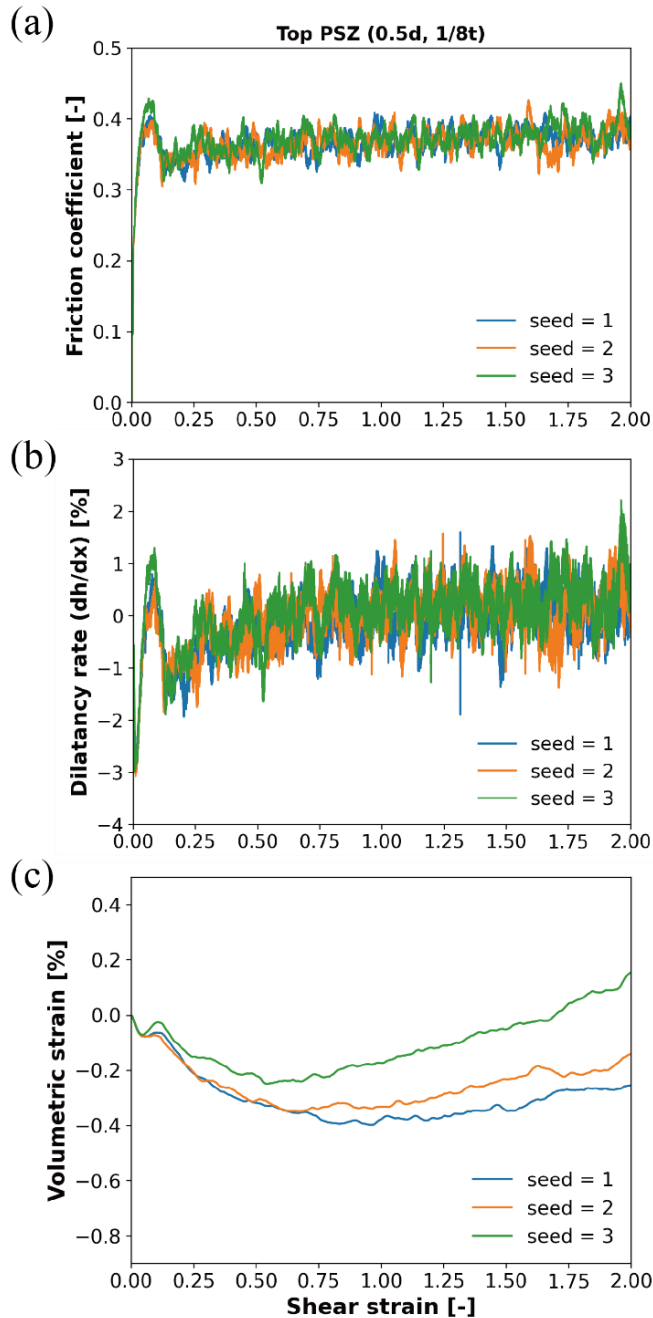 (a)
Top PSZ (0.5d, 1/8t)
Friction coefficient [-]
0.5
0.4
0.3
0.2
0.1
0.0
seed = 1
seed = 2
seed = 3
0.00 0.25 0.50 0.75 1.00 1.25 1.50 1.75 2.00
(b)
Dilatancy rate (dh/dx) [%]
3
2
1
0
−1
−2
−3
−4
seed = 1
seed = 2
seed = 3
0.00 0.25 0.50 0.75 1.00 1.25 1.50 1.75 2.00
(c)
Volumetric strain [%]
0.4
0.2
0.0
−0.2
−0.4
−0.6
−0.8
seed = 1
seed = 2
seed = 3
0.00 0.25 0.50 0.75 1.00 1.25 1.50 1.75 2.00
Shear strain [-]